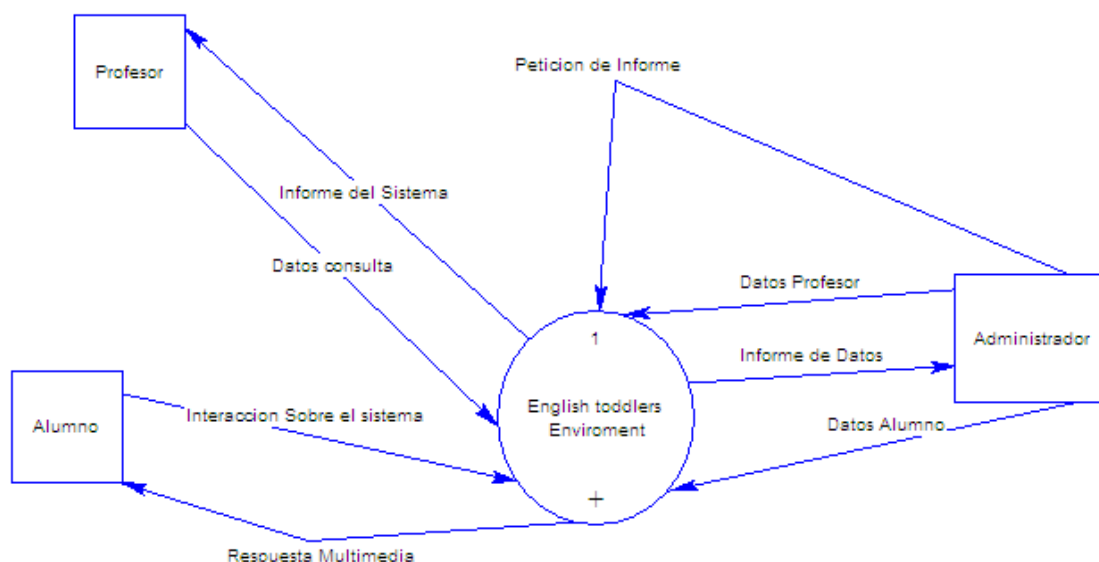 Profesor
Peticion de Informe
Informe del Sistema
Datos consulta
Datos Profesor
1
Administrador
Informe de Datos
English toddlers
Enviroment
Interaccion Sobre el sistema
Alumno
Datos Alumno
+
Respuesta Multimedia